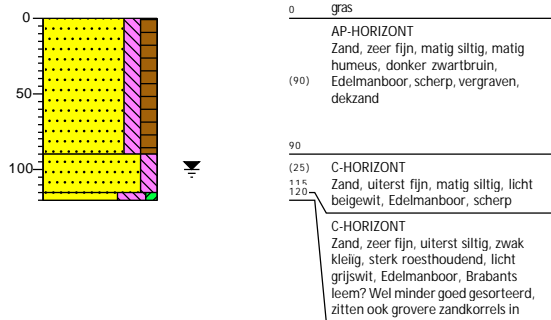 0
50
100
0 gras
AP-HORIZONT
Zand, zeer fijn, matig siltig, matig
humeus, donker zwartbruin,
(90) Edelmanboor, scherp, vergraven,
dekzand
90
(25) C-HORIZONT
115 Zand, uiterst fijn, matig siltig, licht
120 beigewit, Edelmanboor, scherp
C-HORIZONT
Zand, zeer fijn, uiterst siltig, zwak
kleiïg, sterk roesthoudend, licht
grijswit, Edelmanboor, Brabants
leem? Wel minder goed gesorteerd,
zitten ook grovere zandkorrels in